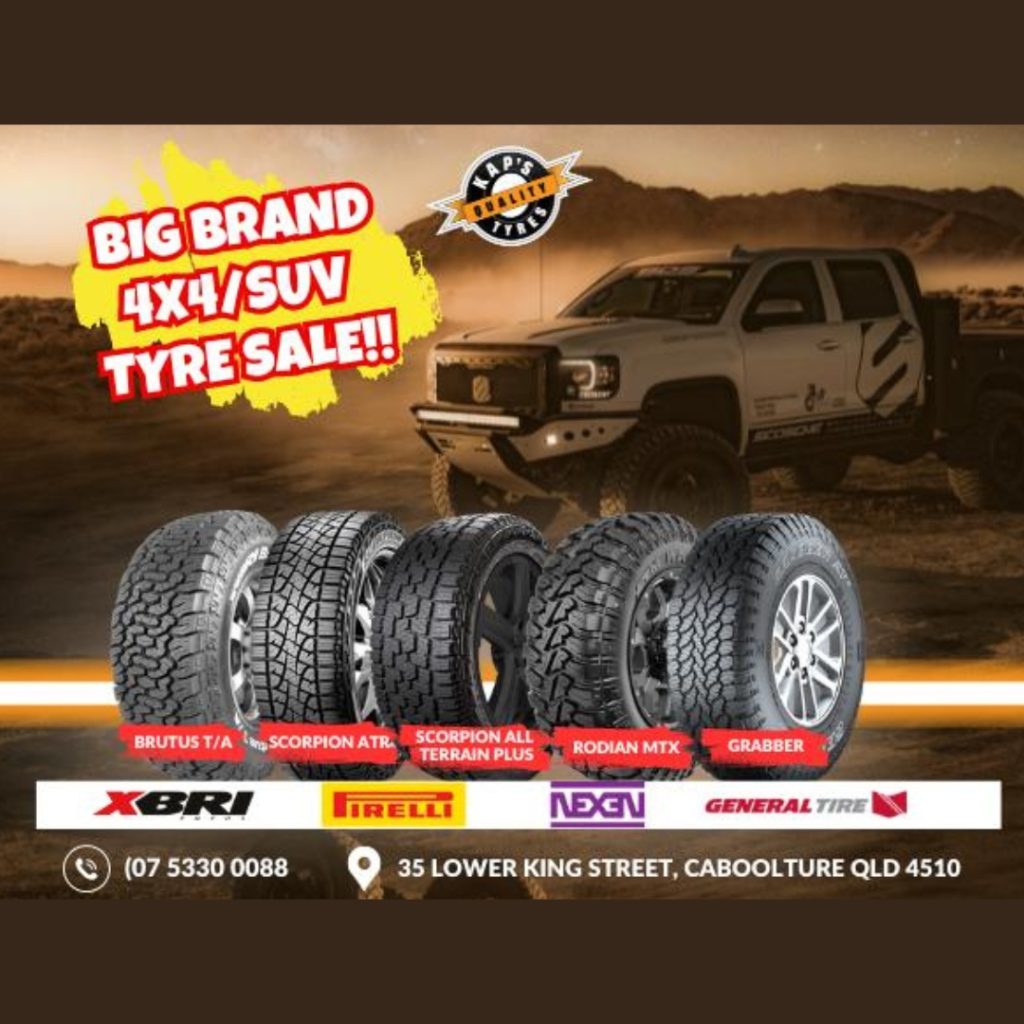 BIG BRAND
4X4/SUV
TYRE SALE!!
KAP'S
QUALITY
TYRES
BRUTUS T/A
SCORPION ATR
SCORPION ALL
TERRAIN PLUS
RODIAN MTX
GRABBER
XBRI
PIRELLI
NEXEN
GENERAL TIRE
(07 5330 0088
35 LOWER KING STREET, CABOOLTURE QLD 4510